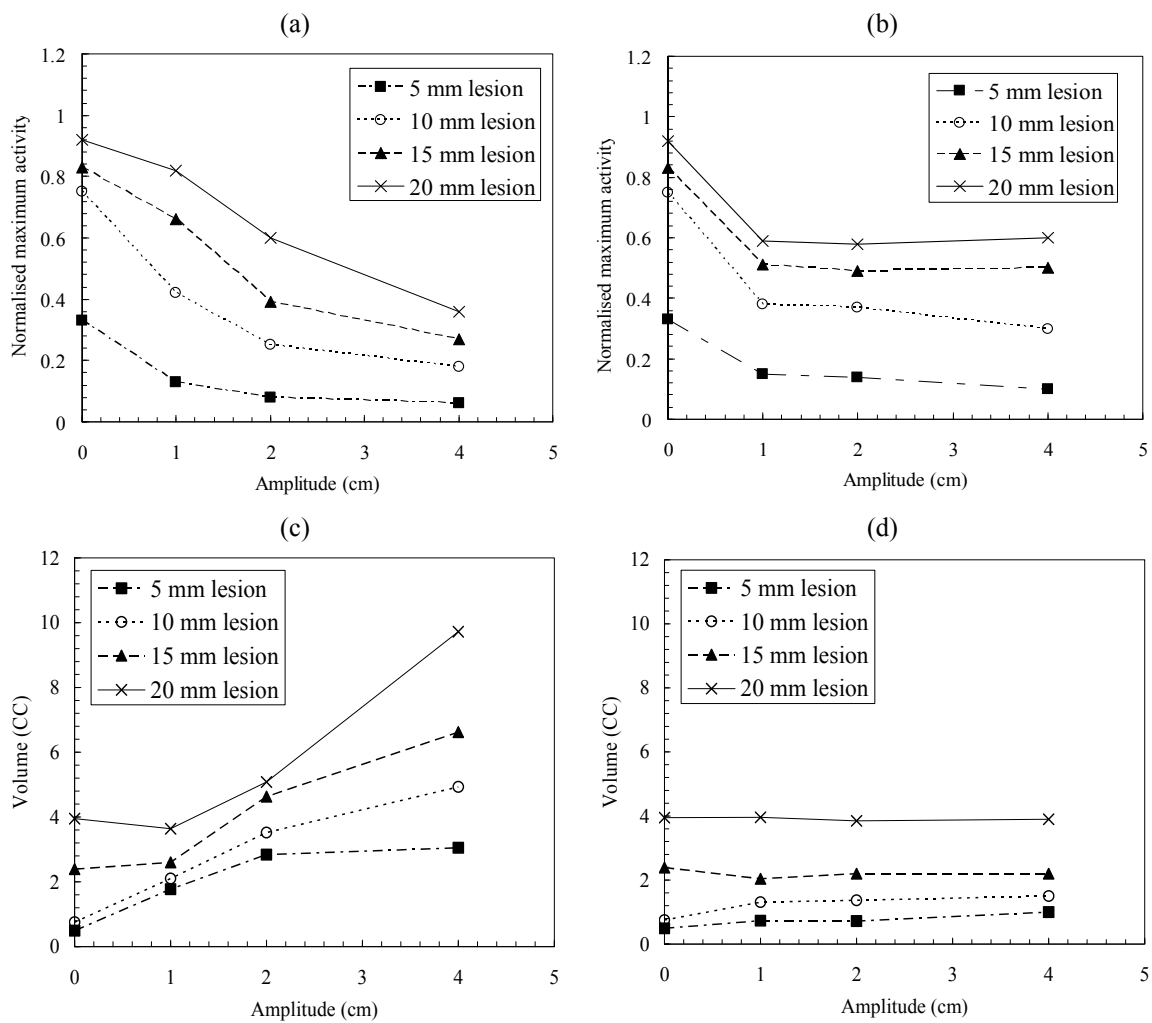 (a)
1.2
1
0.8
0.6
0.4
0.2
0
Normalised maximum activity
5 mm lesion
10 mm lesion
15 mm lesion
20 mm lesion
0 1 2 3 4 5
Amplitude (cm)
(b)
1.2
1
0.8
0.6
0.4
0.2
0
Normalised maximum activity
5 mm lesion
10 mm lesion
15 mm lesion
20 mm lesion
0 1 2 3 4 5
Amplitude (cm)
(c)
12
10
8
6
4
2
0
Volume (CC)
5 mm lesion
10 mm lesion
15 mm lesion
20 mm lesion
0 1 2 3 4 5
Amplitude (cm)
(d)
12
10
8
6
4
2
0
Volume (CC)
5 mm lesion
10 mm lesion
15 mm lesion
20 mm lesion
0 1 2 3 4 5
Amplitude (cm)